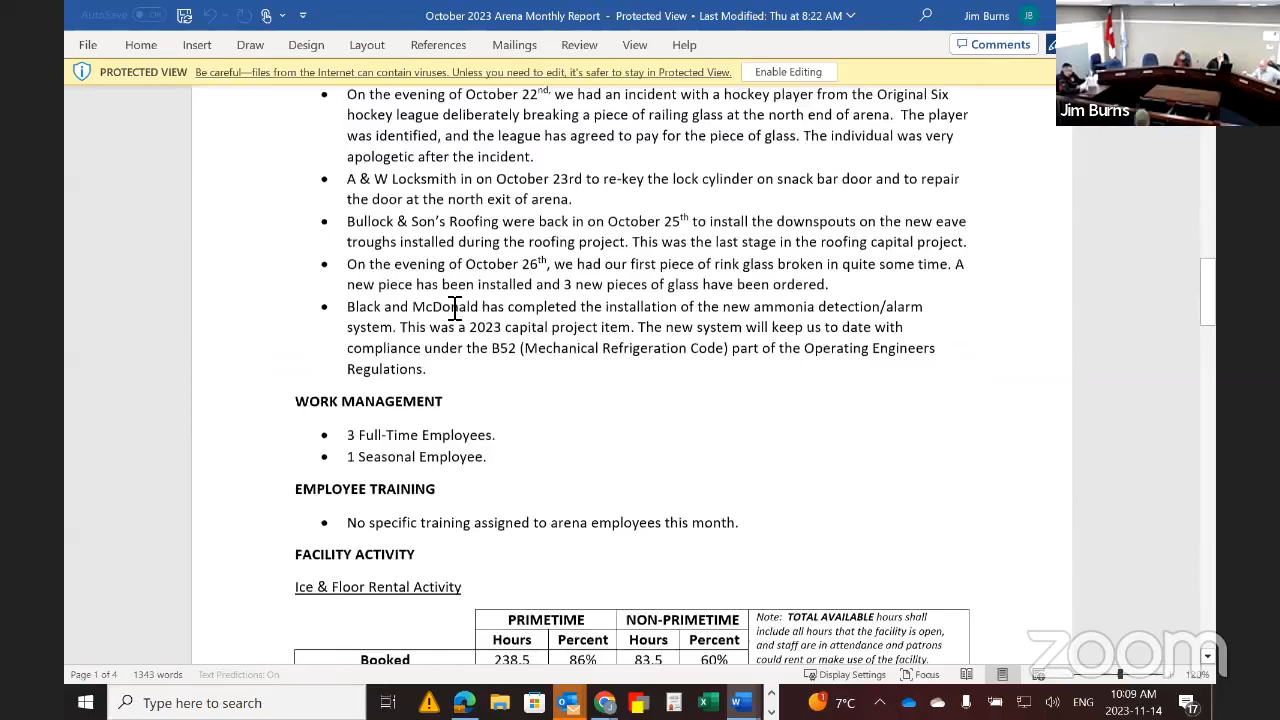 AutoSave Off October 2023 Arena Monthly Report - Protected View • Last Modified: Thu at 8:22 AM Jim Burns JB
File Home Insert Draw Design Layout References Mailings Review View Help Comments
PROTECTED VIEW Be careful—files from the Internet can contain viruses. Unless you need to edit, it's safer to stay in Protected View. Enable Editing
Jim Burns
• On the evening of October 22nd, we had an incident with a hockey player from the Original Six
hockey league deliberately breaking a piece of railing glass at the north end of arena. The player
was identified, and the league has agreed to pay for the piece of glass. The individual was very
apologetic after the incident.
• A & W Locksmith in on October 23rd to re-key the lock cylinder on snack bar door and to repair
the door at the north exit of arena.
• Bullock & Son's Roofing were back in on October 25th to install the downspouts on the new eave
troughs installed during the roofing project. This was the last stage in the roofing capital project.
• On the evening of October 26th, we had our first piece of rink glass broken in quite some time. A
new piece has been installed and 3 new pieces of glass have been ordered.
• Black and McDonald has completed the installation of the new ammonia detection/alarm
system. This was a 2023 capital project item. The new system will keep us to date with
compliance under the B52 (Mechanical Refrigeration Code) part of the Operating Engineers
Regulations.
WORK MANAGEMENT
• 3 Full-Time Employees.
• 1 Seasonal Employee.
EMPLOYEE TRAINING
• No specific training assigned to arena employees this month.
FACILITY ACTIVITY
Ice & Floor Rental Activity
PRIMETIME NON-PRIMETIME
Hours Percent Hours Percent
Booked 238.5 86% 83.5 60%
Note: TOTAL AVAILABLE hours shall
include all hours that the facility is open,
and staff are in attendance and patrons
could rent or make use of the facility.
zoom
Page 1 of 4 1343 words Text Predictions: On Display Settings Focus 120%
Type here to search 1 7°C 10:09 AM
2023-11-14 17